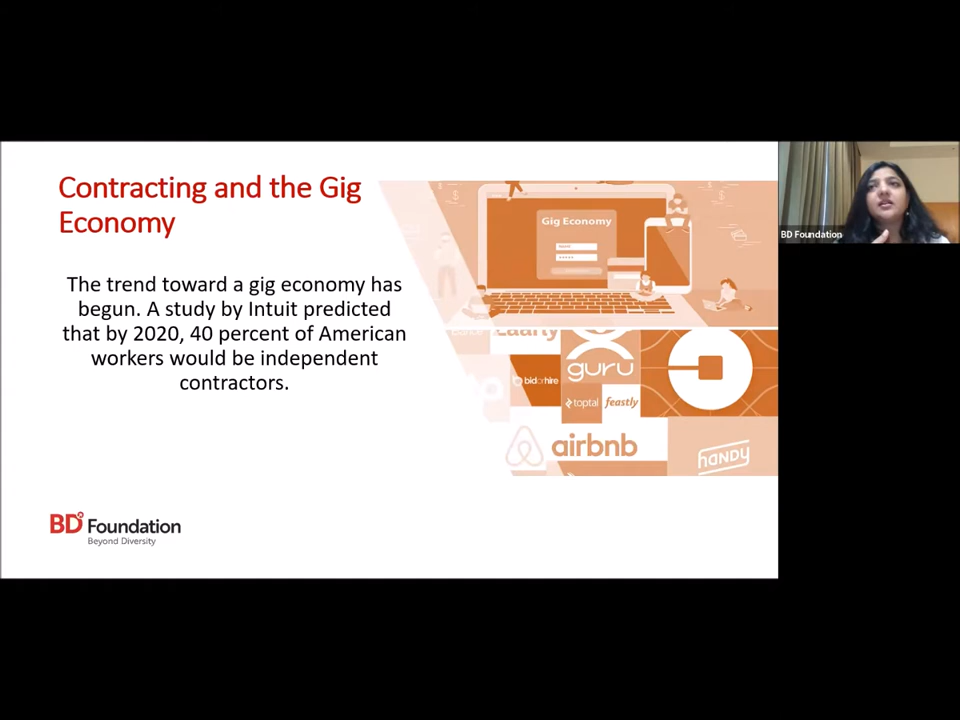 Contracting and the Gig
Economy
The trend toward a gig economy has
begun. A study by Intuit predicted
that by 2020, 40 percent of American
workers would be independent
contractors.
Gig Economy
guru
bidorhire
toptal
feastly
airbnb
HANDY
BD Foundation
Beyond Diversity
BD Foundation